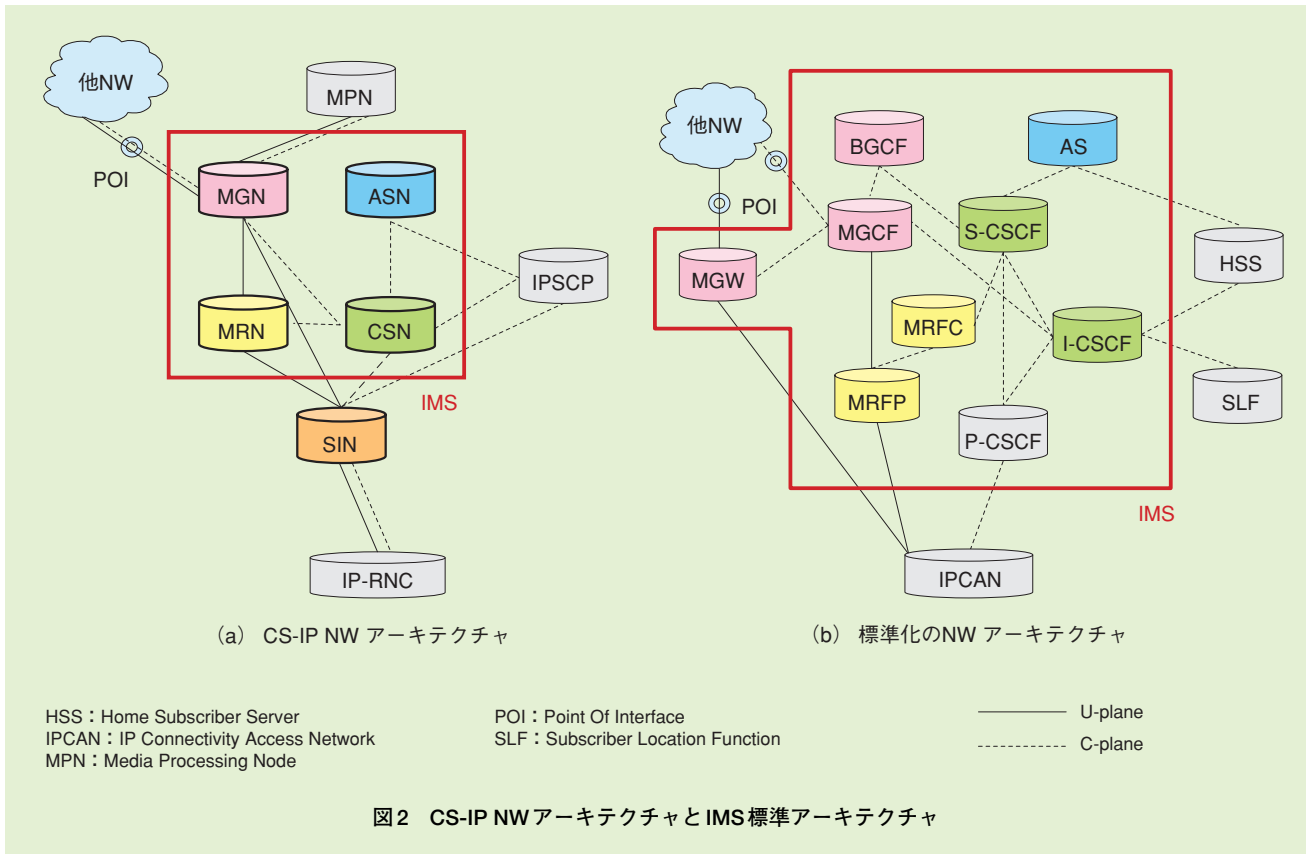 他NW
MPN
POI
MGN
ASN
IPSCP
MRN
CSN
IMS
SIN
IP-RNC
(a) CS-IP NW アーキテクチャ
他NW
BGCF
AS
POI
MGCF
S-CSCF
MGW
HSS
MRFC
I-CSCF
MRFP
P-CSCF
SLF
IMS
IPCAN
(b) 標準化のNW アーキテクチャ
HSS：Home Subscriber Server
IPCAN：IP Connectivity Access Network
MPN：Media Processing Node
POI：Point Of Interface
SLF：Subscriber Location Function
U-plane
C-plane
図2 CS-IP NWアーキテクチャとIMS標準アーキテクチャ